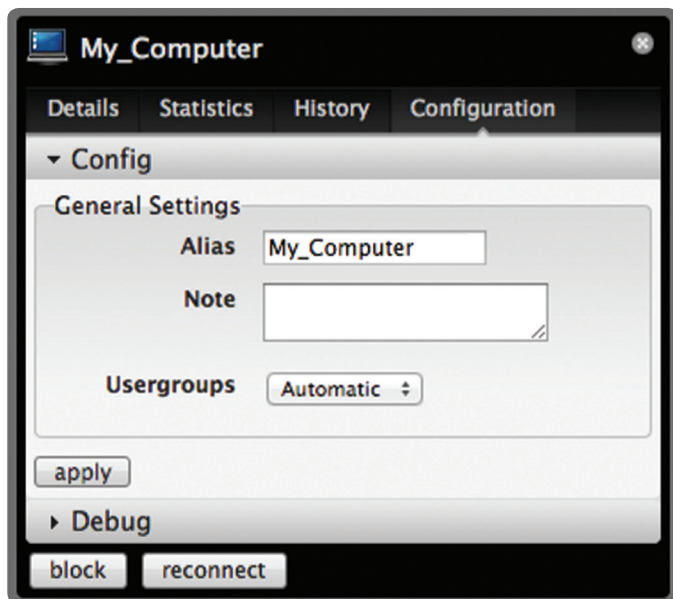 My_Computer
Details Statistics History Configuration
Config
General Settings
Alias My_Computer
Note
Usergroups Automatic
apply
Debug
block reconnect